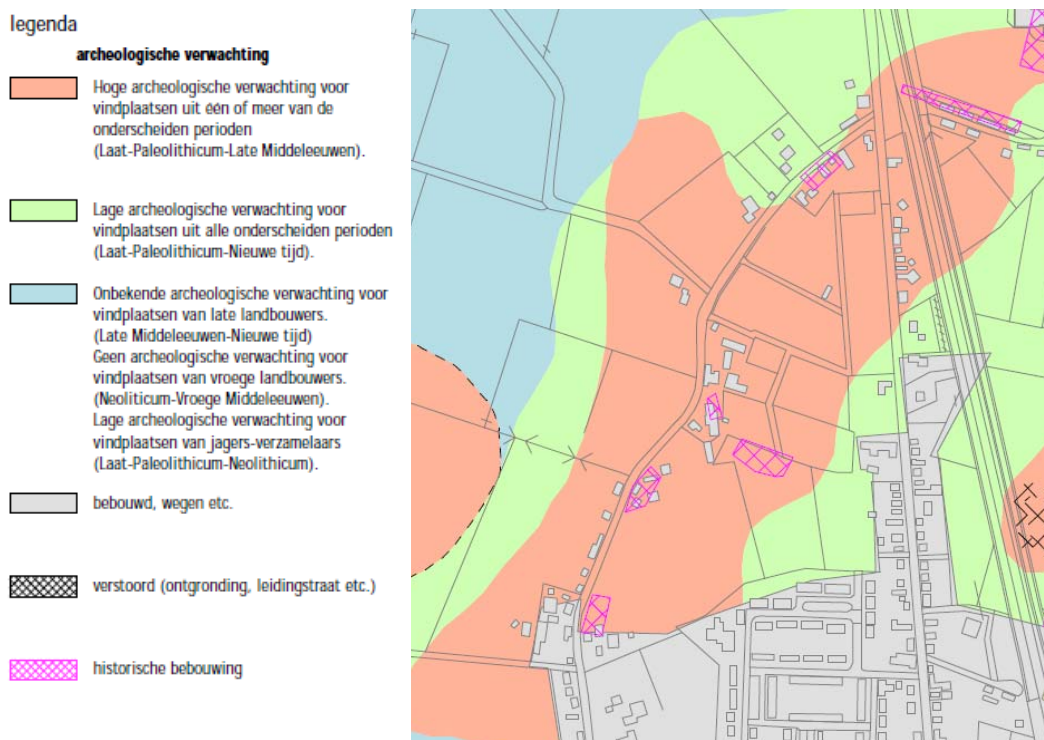 legenda
archeologische verwachting
Hoge archeologische verwachting voor
vindplaatsen uit één of meer van de
onderscheiden perioden
(Laat-Paleolithicum-Late Middeleeuwen).
Lage archeologische verwachting voor
vindplaatsen uit alle onderscheiden perioden
(Laat-Paleolithicum-Nieuwe tijd).
Onbekende archeologische verwachting voor
vindplaatsen van late landbouwers.
(Late Middeleeuwen-Nieuwe tijd)
Geen archeologische verwachting voor
vindplaatsen van vroege landbouwers.
(Neoliticum-Vroege Middeleeuwen).
Lage archeologische verwachting voor
vindplaatsen van jagers-verzamelaars
(Laat-Paleolithicum-Neolithicum).
bebouwd, wegen etc.
verstoord (ontgronding, leidingstraat etc.)
historische bebouwing